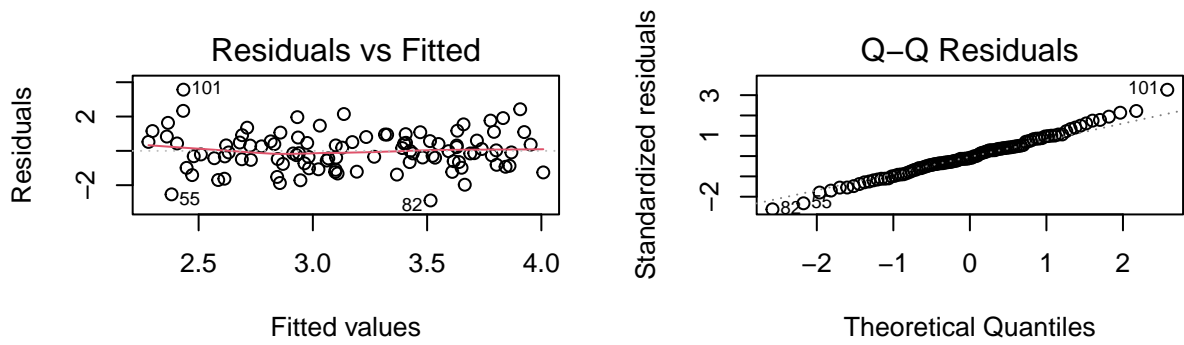 Residuals vs Fitted
Residuals
2
−2
101
55
82
2.5 3.0 3.5 4.0
Fitted values
Q−Q Residuals
Standardized residuals
3
1
−2
101
82
55
−2 −1 0 1 2
Theoretical Quantiles